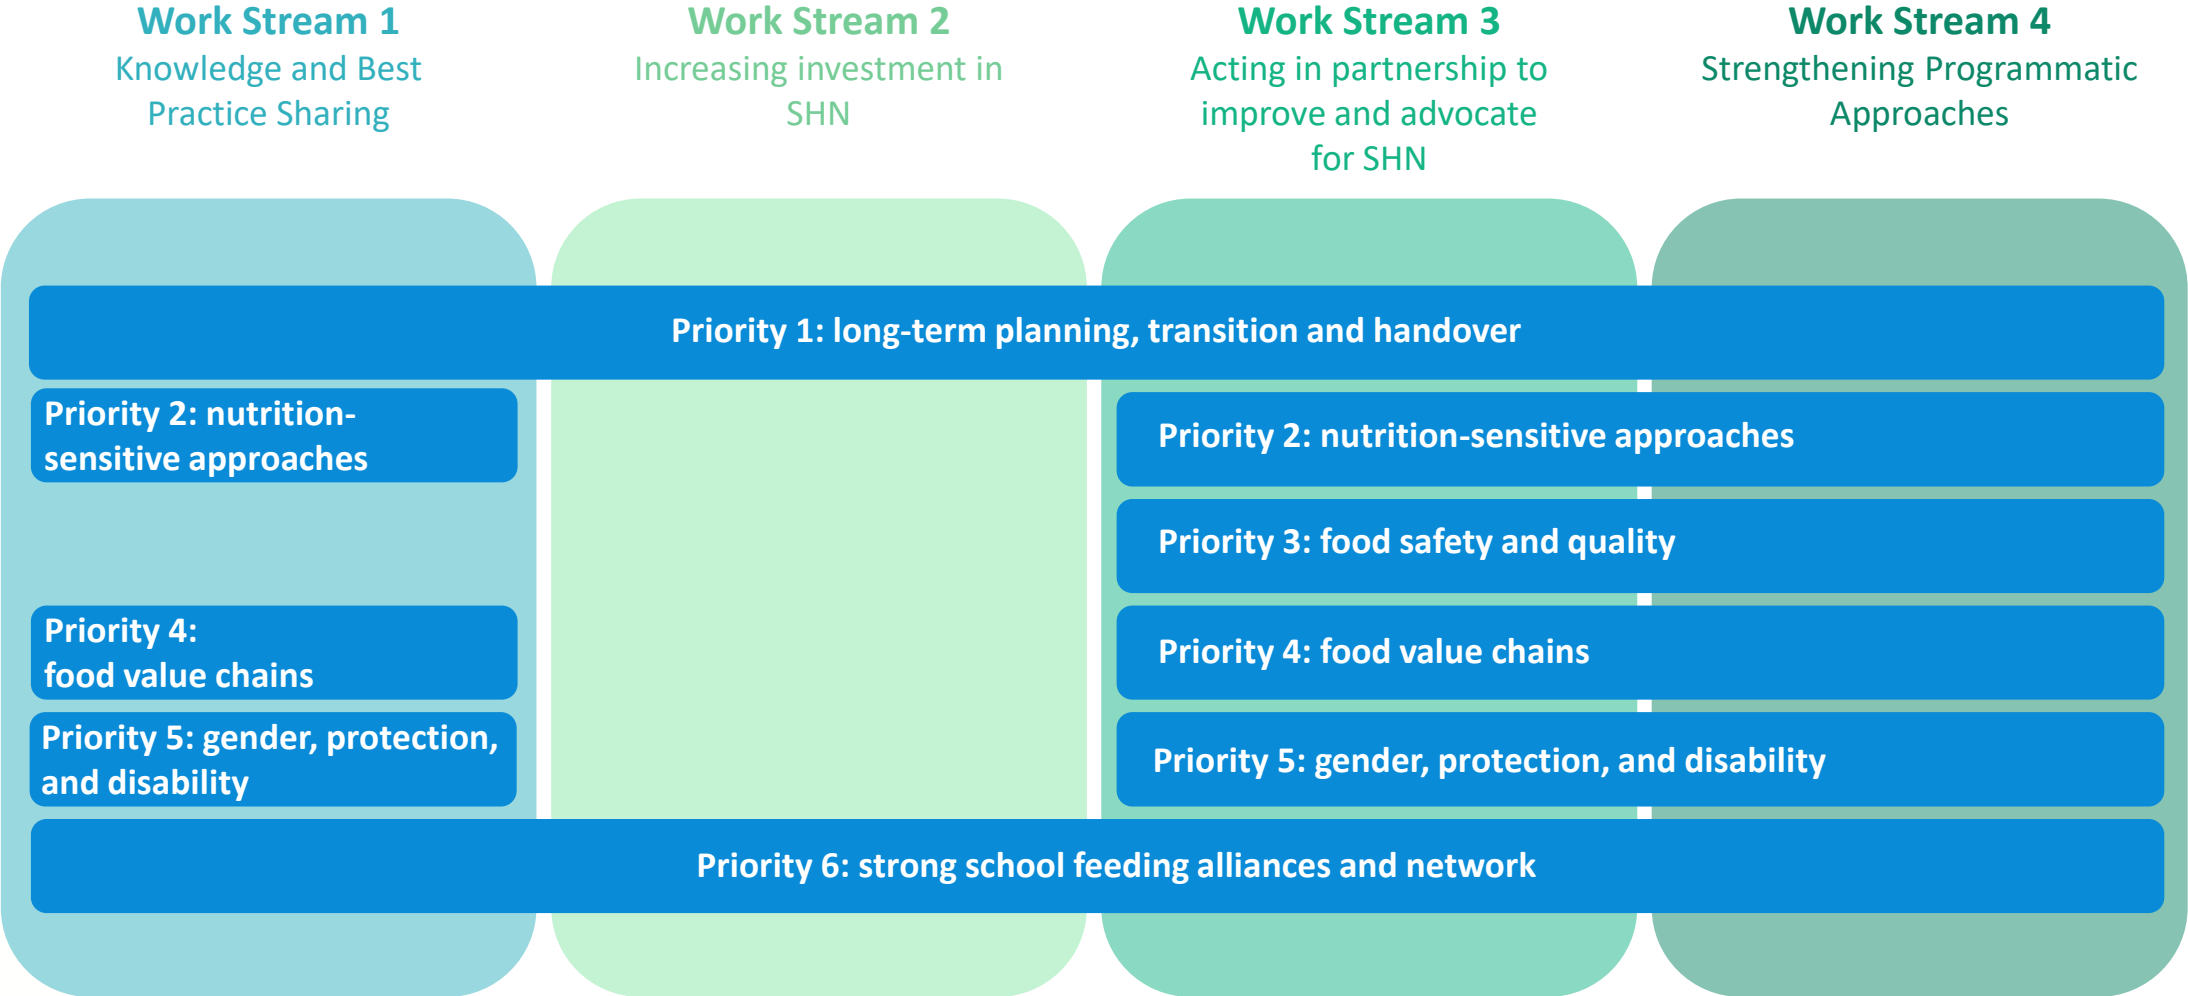 Work Stream 1
Knowledge and Best
Practice Sharing
Work Stream 2
Increasing investment in
SHN
Work Stream 3
Acting in partnership to
improve and advocate
for SHN
Work Stream 4
Strengthening Programmatic
Approaches
Priority 1: long-term planning, transition and handover
Priority 2: nutrition-
sensitive approaches
Priority 2: nutrition-sensitive approaches
Priority 3: food safety and quality
Priority 4:
food value chains
Priority 4: food value chains
Priority 5: gender, protection,
and disability
Priority 5: gender, protection, and disability
Priority 6: strong school feeding alliances and network